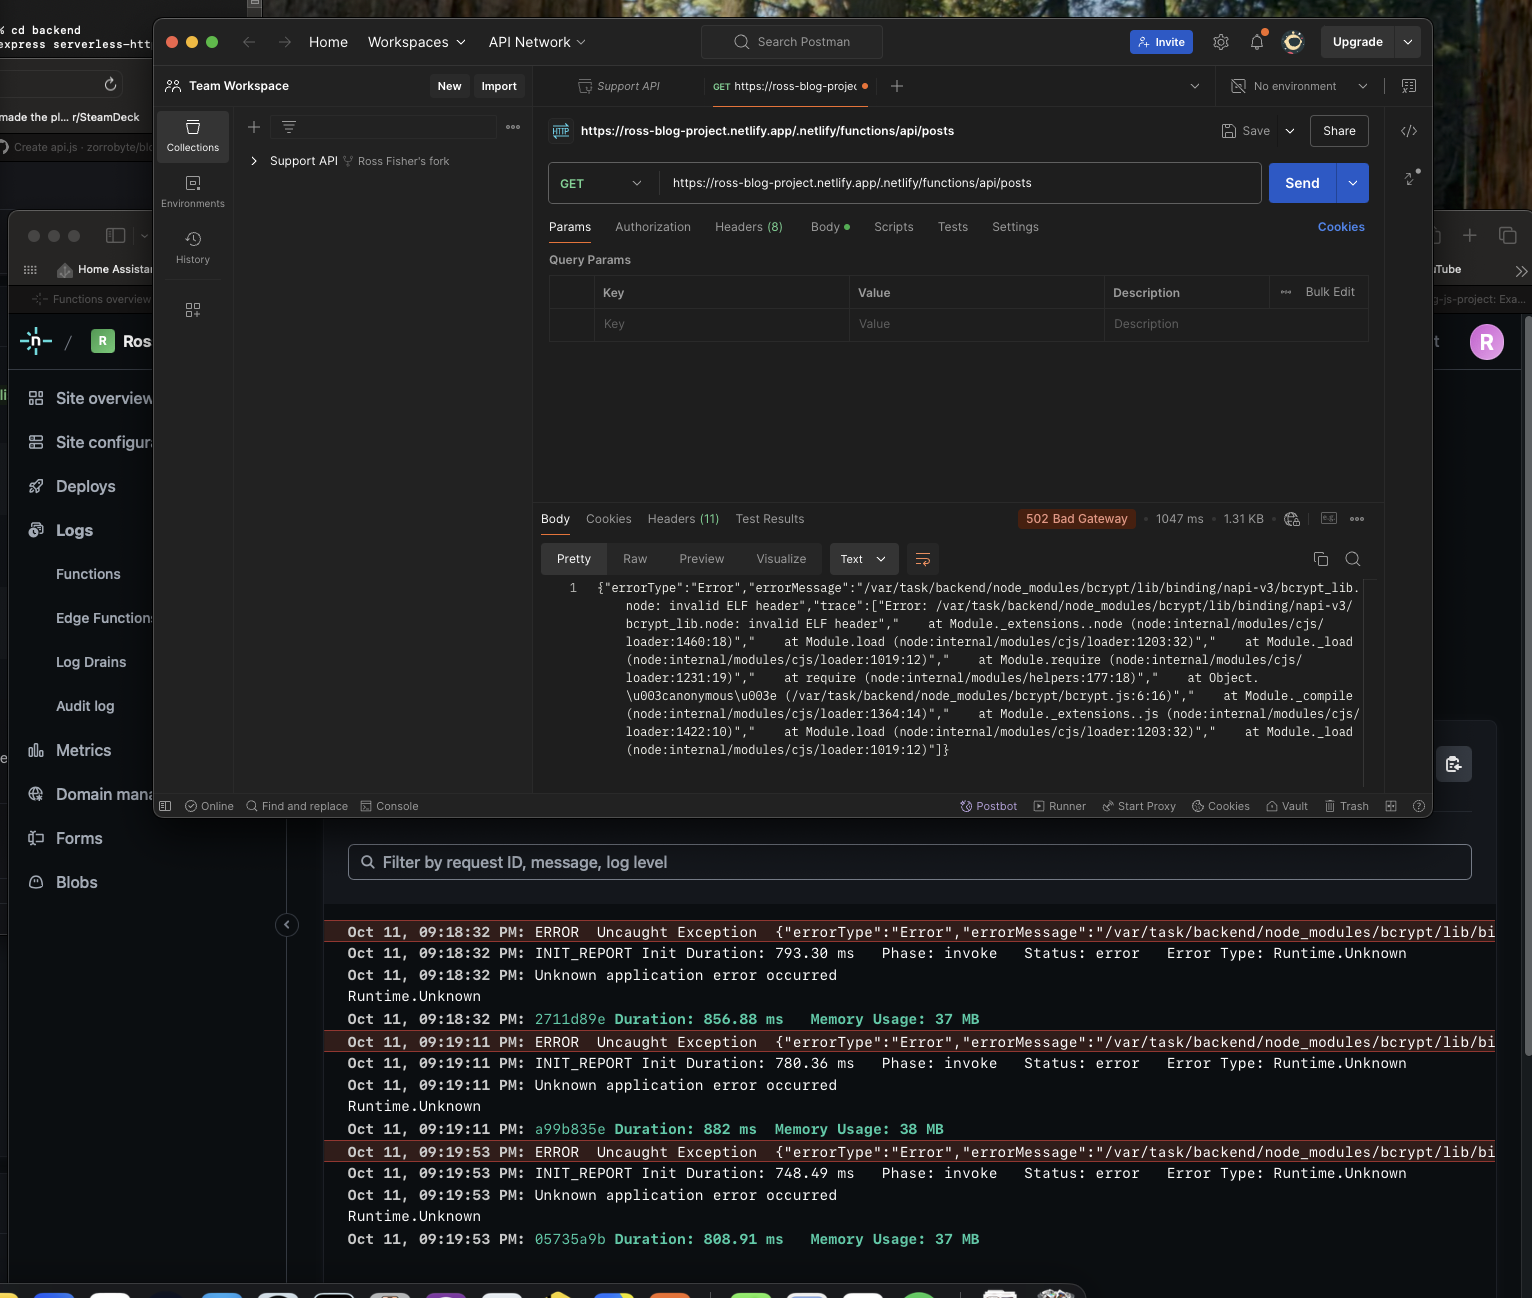 % cd backend
express serverless-htt
made the pl... r/SteamDeck
Create api.js · zorrobyte/blo
Home Workspaces API Network
Search Postman
Invite
Upgrade
Team Workspace
New Import
Support API
GET https://ross-blog-projec
No environment
Collections
Environments
History
Support API Ross Fisher's fork
HTTP https://ross-blog-project.netlify.app/.netlify/functions/api/posts
Save
Share
GET https://ross-blog-project.netlify.app/.netlify/functions/api/posts
Send
Params Authorization Headers (8) Body Scripts Tests Settings
Cookies
Query Params
Key Value Description Bulk Edit
Key Value Description
Body Cookies Headers (11) Test Results
502 Bad Gateway 1047 ms 1.31 KB
Pretty Raw Preview Visualize Text
1 {"errorType":"Error","errorMessage":"/var/task/backend/node_modules/bcrypt/lib/binding/napi-v3/bcrypt_lib.
node: invalid ELF header","trace":["Error: /var/task/backend/node_modules/bcrypt/lib/binding/napi-v3/
bcrypt_lib.node: invalid ELF header","    at Module._extensions..node (node:internal/modules/cjs/
loader:1460:18)","    at Module.load (node:internal/modules/cjs/loader:1203:32)","    at Module._load
(node:internal/modules/cjs/loader:1019:12)","    at Module.require (node:internal/modules/cjs/
loader:1231:19)","    at require (node:internal/modules/helpers:177:18)","    at Object.
\u003canonymous\u003e (/var/task/backend/node_modules/bcrypt/bcrypt.js:6:16)","    at Module._compile
(node:internal/modules/cjs/loader:1364:14)","    at Module._extensions..js (node:internal/modules/cjs/
loader:1422:10)","    at Module.load (node:internal/modules/cjs/loader:1203:32)","    at Module._load
(node:internal/modules/cjs/loader:1019:12)"]}
Online Find and replace Console
Postbot Runner Start Proxy Cookies Vault Trash
Home Assistan
uTube
Functions overview
g-js-project: Exa...
n / R Ros
t R
Site overview
Site configura
Deploys
Logs
Functions
Edge Functions
Log Drains
Audit log
Metrics
Domain mana
Forms
Blobs
Filter by request ID, message, log level
Oct 11, 09:18:32 PM: ERROR  Uncaught Exception  {"errorType":"Error","errorMessage":"/var/task/backend/node_modules/bcrypt/lib/bi
Oct 11, 09:18:32 PM: INIT_REPORT Init Duration: 793.30 ms   Phase: invoke   Status: error   Error Type: Runtime.Unknown
Oct 11, 09:18:32 PM: Unknown application error occurred
Runtime.Unknown
Oct 11, 09:18:32 PM: 2711d89e Duration: 856.88 ms   Memory Usage: 37 MB
Oct 11, 09:19:11 PM: ERROR  Uncaught Exception  {"errorType":"Error","errorMessage":"/var/task/backend/node_modules/bcrypt/lib/bi
Oct 11, 09:19:11 PM: INIT_REPORT Init Duration: 780.36 ms   Phase: invoke   Status: error   Error Type: Runtime.Unknown
Oct 11, 09:19:11 PM: Unknown application error occurred
Runtime.Unknown
Oct 11, 09:19:11 PM: a99b835e Duration: 882 ms  Memory Usage: 38 MB
Oct 11, 09:19:53 PM: ERROR  Uncaught Exception  {"errorType":"Error","errorMessage":"/var/task/backend/node_modules/bcrypt/lib/bi
Oct 11, 09:19:53 PM: INIT_REPORT Init Duration: 748.49 ms   Phase: invoke   Status: error   Error Type: Runtime.Unknown
Oct 11, 09:19:53 PM: Unknown application error occurred
Runtime.Unknown
Oct 11, 09:19:53 PM: 05735a9b Duration: 808.91 ms   Memory Usage: 37 MB